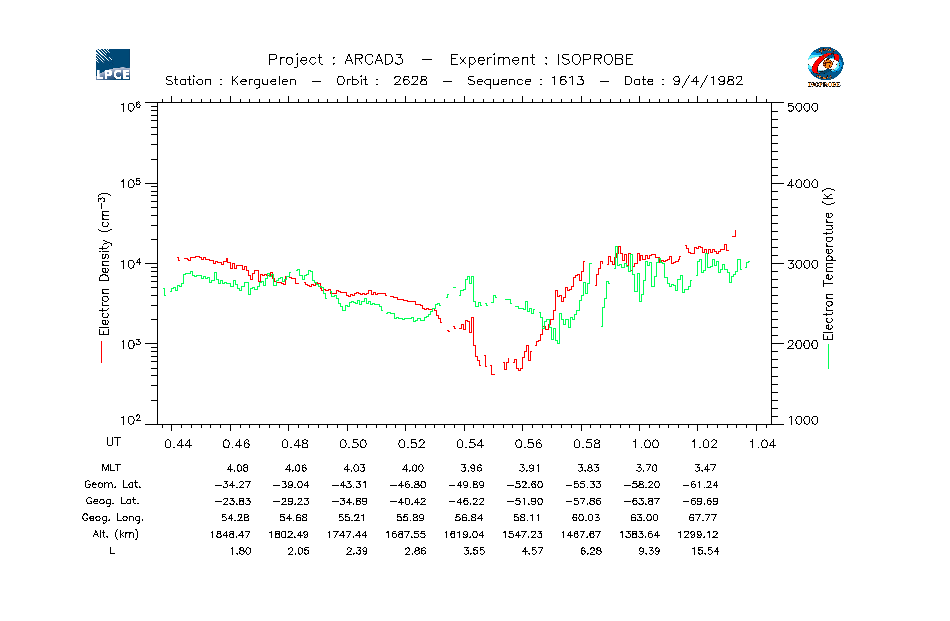 LPCE
Project : ARCAD3 — Experiment : ISOPROBE
ISOPROBE
Station : Kerguelen — Orbit : 2628 — Sequence : 1613 — Date : 9/4/1982
10⁶ 5000
10⁵ 4000
10⁴ 3000
10³ 2000
10² 1000
Electron Density (cm⁻³)
Electron Temperature (K)
UT 0.44 0.46 0.48 0.50 0.52 0.54 0.56 0.58 1.00 1.02 1.04
MLT 4.08 4.06 4.03 4.00 3.96 3.91 3.83 3.70 3.47
Geom. Lat. −34.27 −39.04 −43.31 −46.80 −49.89 −52.60 −55.33 −58.20 −61.24
Geog. Lat. −23.83 −29.23 −34.89 −40.42 −46.22 −51.90 −57.86 −63.87 −69.69
Geog. Long. 54.28 54.68 55.21 55.89 56.84 58.11 60.03 63.00 67.77
Alt. (km) 1848.47 1802.49 1747.44 1687.55 1619.04 1547.23 1467.67 1383.64 1299.12
L 1.80 2.05 2.39 2.86 3.55 4.57 6.28 9.39 15.54